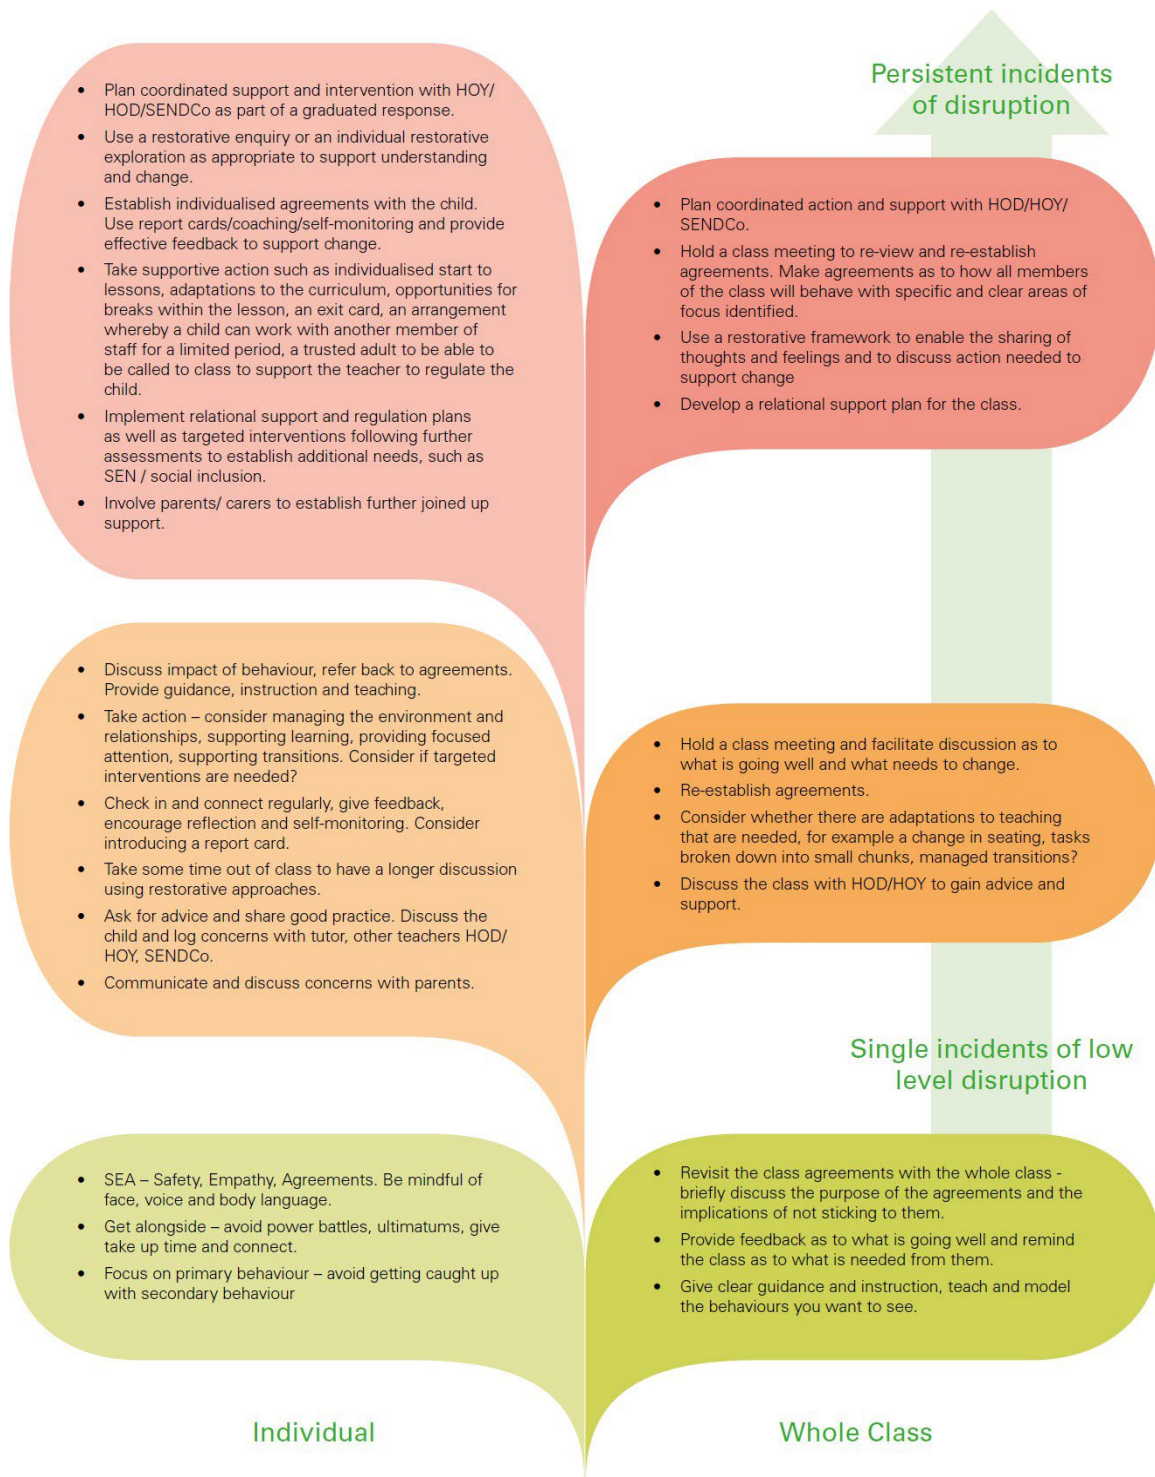 • Plan coordinated support and intervention with HOY/
HOD/SENDCo as part of a graduated response.
• Use a restorative enquiry or an individual restorative
exploration as appropriate to support understanding
and change.
• Establish individualised agreements with the child.
Use report cards/coaching/self-monitoring and provide
effective feedback to support change.
• Take supportive action such as individualised start to
lessons, adaptations to the curriculum, opportunities for
breaks within the lesson, an exit card, an arrangement
whereby a child can work with another member of
staff for a limited period, a trusted adult to be able to
be called to class to support the teacher to regulate the
child.
• Implement relational support and regulation plans
as well as targeted interventions following further
assessments to establish additional needs, such as
SEN / social inclusion.
• Involve parents/ carers to establish further joined up
support.
Persistent incidents
of disruption
• Plan coordinated action and support with HOD/HOY/
SENDCo.
• Hold a class meeting to re-view and re-establish
agreements. Make agreements as to how all members
of the class will behave with specific and clear areas of
focus identified.
• Use a restorative framework to enable the sharing of
thoughts and feelings and to discuss action needed to
support change
• Develop a relational support plan for the class.
• Discuss impact of behaviour, refer back to agreements.
Provide guidance, instruction and teaching.
• Take action – consider managing the environment and
relationships, supporting learning, providing focused
attention, supporting transitions. Consider if targeted
interventions are needed?
• Check in and connect regularly, give feedback,
encourage reflection and self-monitoring. Consider
introducing a report card.
• Take some time out of class to have a longer discussion
using restorative approaches.
• Ask for advice and share good practice. Discuss the
child and log concerns with tutor, other teachers HOD/
HOY, SENDCo.
• Communicate and discuss concerns with parents.
• Hold a class meeting and facilitate discussion as to
what is going well and what needs to change.
• Re-establish agreements.
• Consider whether there are adaptations to teaching
that are needed, for example a change in seating, tasks
broken down into small chunks, managed transitions?
• Discuss the class with HOD/HOY to gain advice and
support.
Single incidents of low
level disruption
• SEA – Safety, Empathy, Agreements. Be mindful of
face, voice and body language.
• Get alongside – avoid power battles, ultimatums, give
take up time and connect.
• Focus on primary behaviour – avoid getting caught up
with secondary behaviour
• Revisit the class agreements with the whole class -
briefly discuss the purpose of the agreements and the
implications of not sticking to them.
• Provide feedback as to what is going well and remind
the class as to what is needed from them.
• Give clear guidance and instruction, teach and model
the behaviours you want to see.
Individual
Whole Class